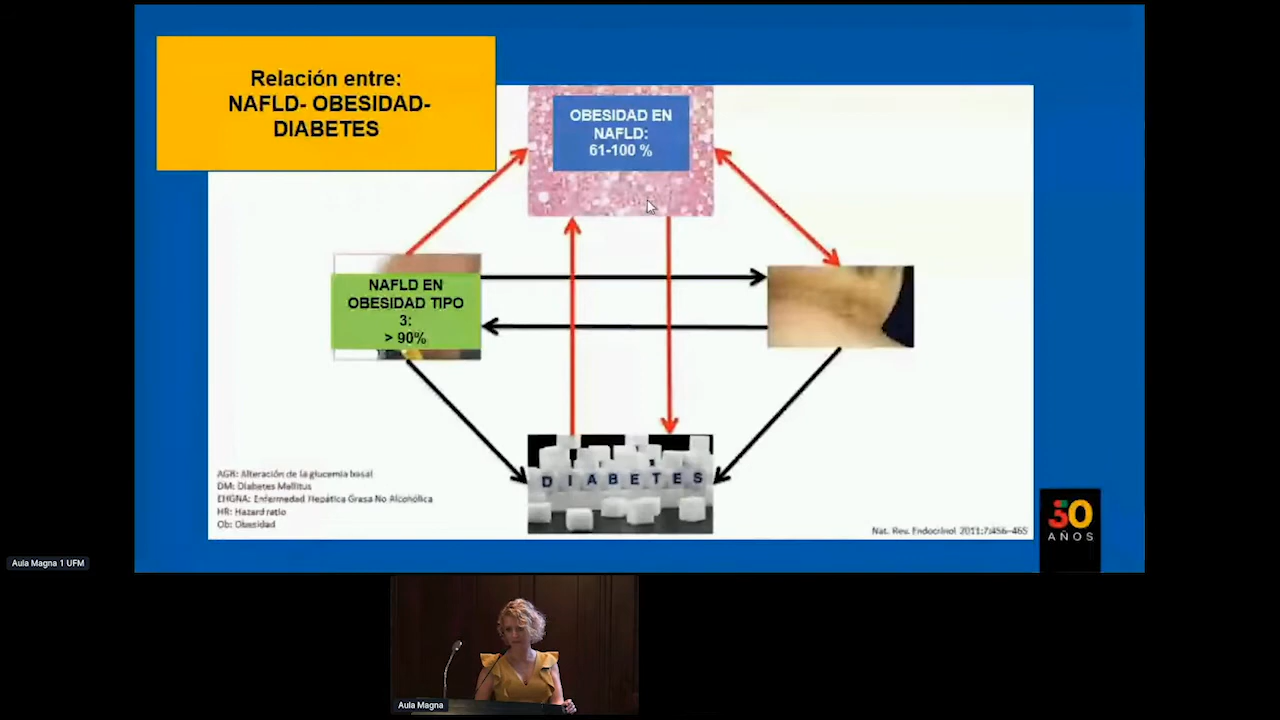 Relación entre:
NAFLD- OBESIDAD-
DIABETES
OBESIDAD EN
NAFLD:
61-100 %
NAFLD EN
OBESIDAD TIPO
3:
> 90%
DIABETES
AGB: Alteración de la glucemia basal
DM: Diabetes Mellitus
EHGNA: Enfermedad Hepática Grasa No Alcohólica
HR: Hazard ratio
Ob: Obesidad
Nat. Rev. Endocrinol 2011;7:456–465
50
AÑOS
Aula Magna 1 UFM
Aula Magna